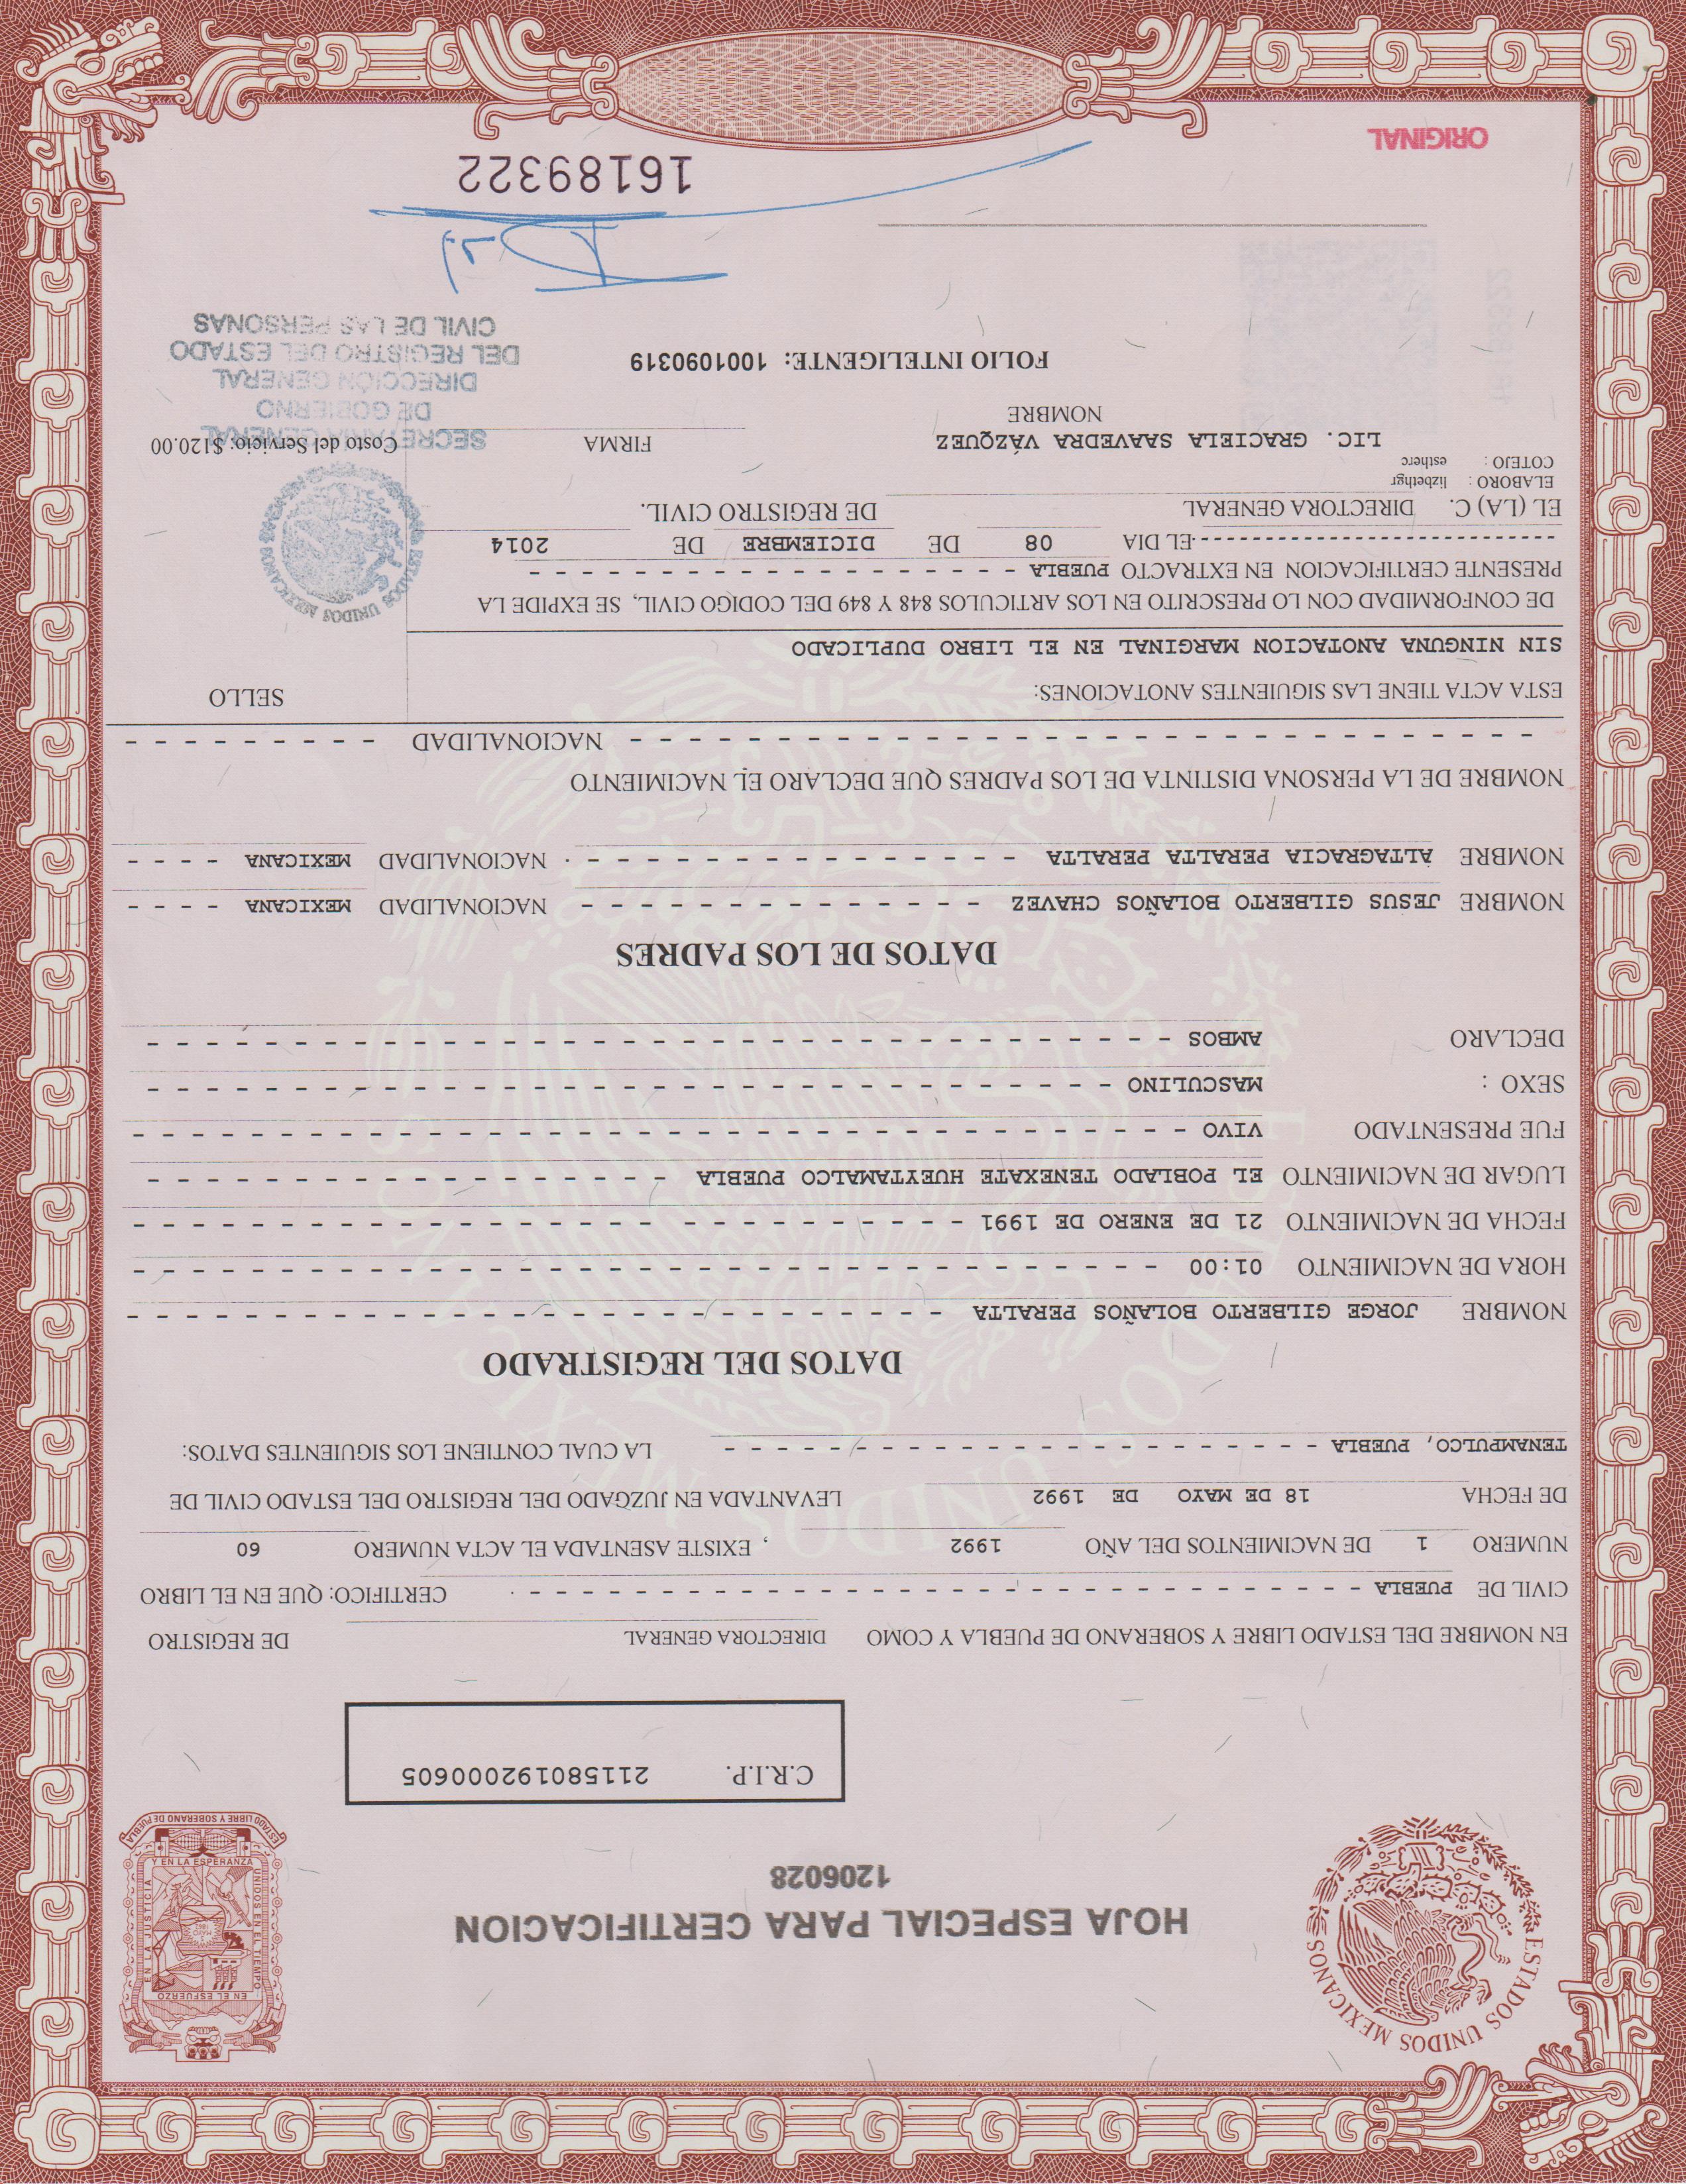 ESTADOS UNIDOS MEXICANOS
EN EL ESFUERZO
EN LA JUSTICIA
UNIDOS EN EL TIEMPO
Y EN LA ESPERANZA
ESTADO LIBRE Y SOBERANO DE PUEBLA
HOJA ESPECIAL PARA CERTIFICACION
1206028
C.R.I.P. 211580192000605
EN NOMBRE DEL ESTADO LIBRE Y SOBERANO DE PUEBLA Y COMO DIRECTORA GENERAL DE REGISTRO
CIVIL DE PUEBLA - - - - - - - - - - - - - - - - - - - - - - - - - - - - - - - - - CERTIFICO: QUE EN EL LIBRO
NUMERO 1 DE NACIMIENTOS DEL AÑO 1992 , EXISTE ASENTADA EL ACTA NUMERO 60
DE FECHA 18 DE MAYO DE 1992 LEVANTADA EN JUZGADO DEL REGISTRO DEL ESTADO CIVIL DE
TENAMPULCO, PUEBLA - - - - - - - - - - - - - - - - - - - - - - - LA CUAL CONTIENE LOS SIGUIENTES DATOS:
ESTADOS UNIDOS MEXICANOS
DATOS DEL REGISTRADO
NOMBRE JORGE GILBERTO BOLAÑOS PERALTA - - - - - - - - - - - - - - - - - - - - - - - - - - - -
HORA DE NACIMIENTO 01:00 - - - - - - - - - - - - - - - - - - - - - - - - - - - - - - - - - - -
FECHA DE NACIMIENTO 21 DE ENERO DE 1991 - - - - - - - - - - - - - - - - - - - - - - - - - - - -
LUGAR DE NACIMIENTO EL POBLADO TENEXATE HUEYTAMALCO PUEBLA - - - - - - - - - - - - - - - - - -
FUE PRESENTADO VIVO - - - - - - - - - - - - - - - - - - - - - - - - - - - - - - - - - - - -
SEXO : MASCULINO - - - - - - - - - - - - - - - - - - - - - - - - - - - - - - - - -
DECLARO AMBOS - - - - - - - - - - - - - - - - - - - - - - - - - - - - - - - - - - -
DATOS DE LOS PADRES
NOMBRE JESUS GILBERTO BOLAÑOS CHAVEZ - - - - - - - - - - - - - - NACIONALIDAD MEXICANA - - - -
NOMBRE ALTAGRACIA PERALTA PERALTA - - - - - - - - - - - - - - - - NACIONALIDAD MEXICANA - - - -
NOMBRE DE LA PERSONA DISTINTA DE LOS PADRES QUE DECLARO EL NACIMIENTO
- - - - - - - - - - - - - - - - - - - - - - - - - - - - - - - NACIONALIDAD - - - - - - - - -
ESTA ACTA TIENE LAS SIGUIENTES ANOTACIONES: SELLO
SIN NINGUNA ANOTACION MARGINAL EN EL LIBRO DUPLICADO
DE CONFORMIDAD CON LO PRESCRITO EN LOS ARTICULOS 848 Y 849 DEL CODIGO CIVIL, SE EXPIDE LA
PRESENTE CERTIFICACION EN EXTRACTO PUEBLA - - - - - - - - - - - - - - - - - - -
-----------------------------EL DIA 08 DE DICIEMBRE DE 2014
ESTADOS UNIDOS MEXICANOS
EL (LA) C. DIRECTORA GENERAL DE REGISTRO CIVIL.
ELABORO : lizbethgr
COTEJO : estherc
LIC. GRACIELA SAAVEDRA VÁZQUEZ FIRMA Costo del Servicio: $120.00
NOMBRE
SECRETARIA GENERAL
DE GOBIERNO
DIRECCIÓN GENERAL
DEL REGISTRO DEL ESTADO
CIVIL DE LAS PERSONAS
FOLIO INTELIGENTE: 1001090319
16189322
ORIGINAL